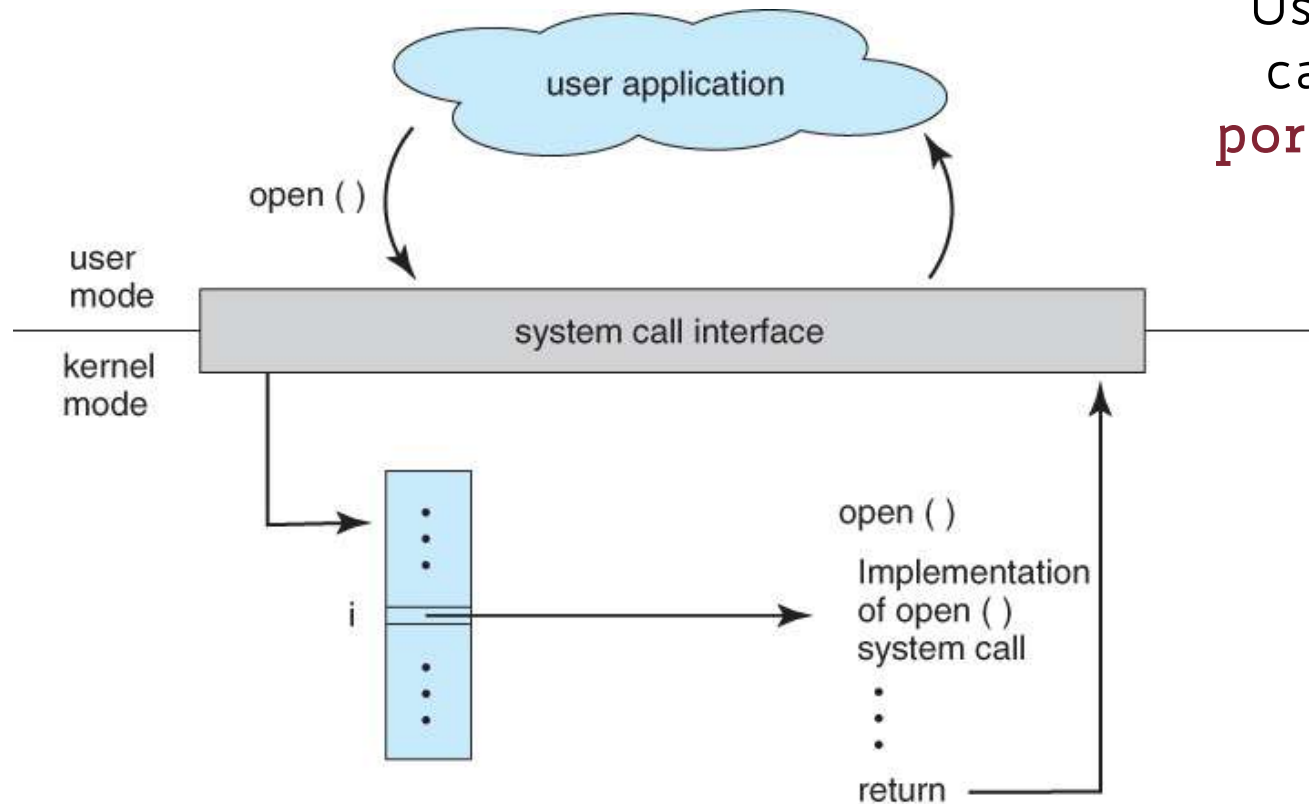 user application
open ( )
user
mode
system call interface
kernel
mode
open ( )
Implementation
of open ( )
system call
i
return